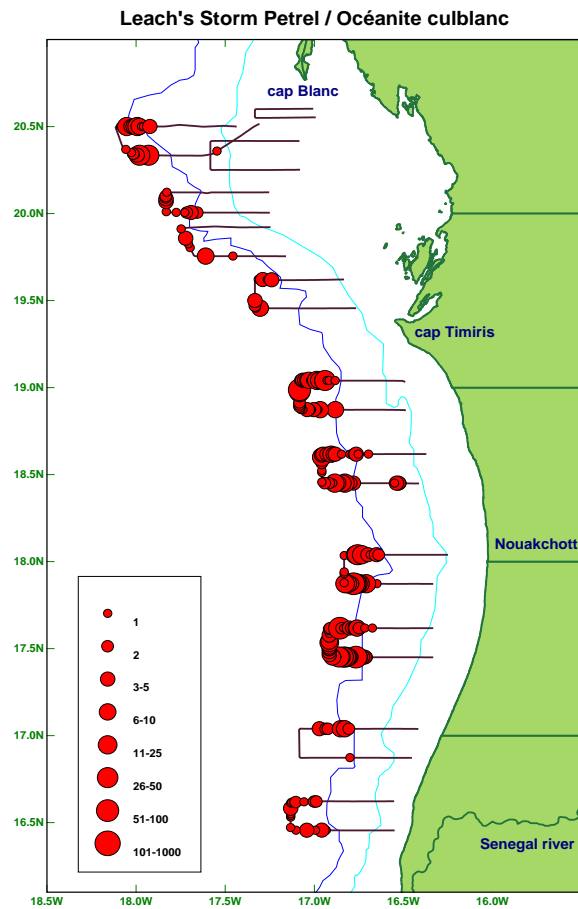 Leach's Storm Petrel / Océanite culblanc
cap Blanc
20.5N
20.0N
19.5N
cap Timiris
19.0N
18.5N
Nouakchott
18.0N
1
17.5N
2
3-5
6-10
11-25
17.0N
26-50
51-100
16.5N
Senegal river
101-1000
18.5W 18.0W 17.5W 17.0W 16.5W 16.0W